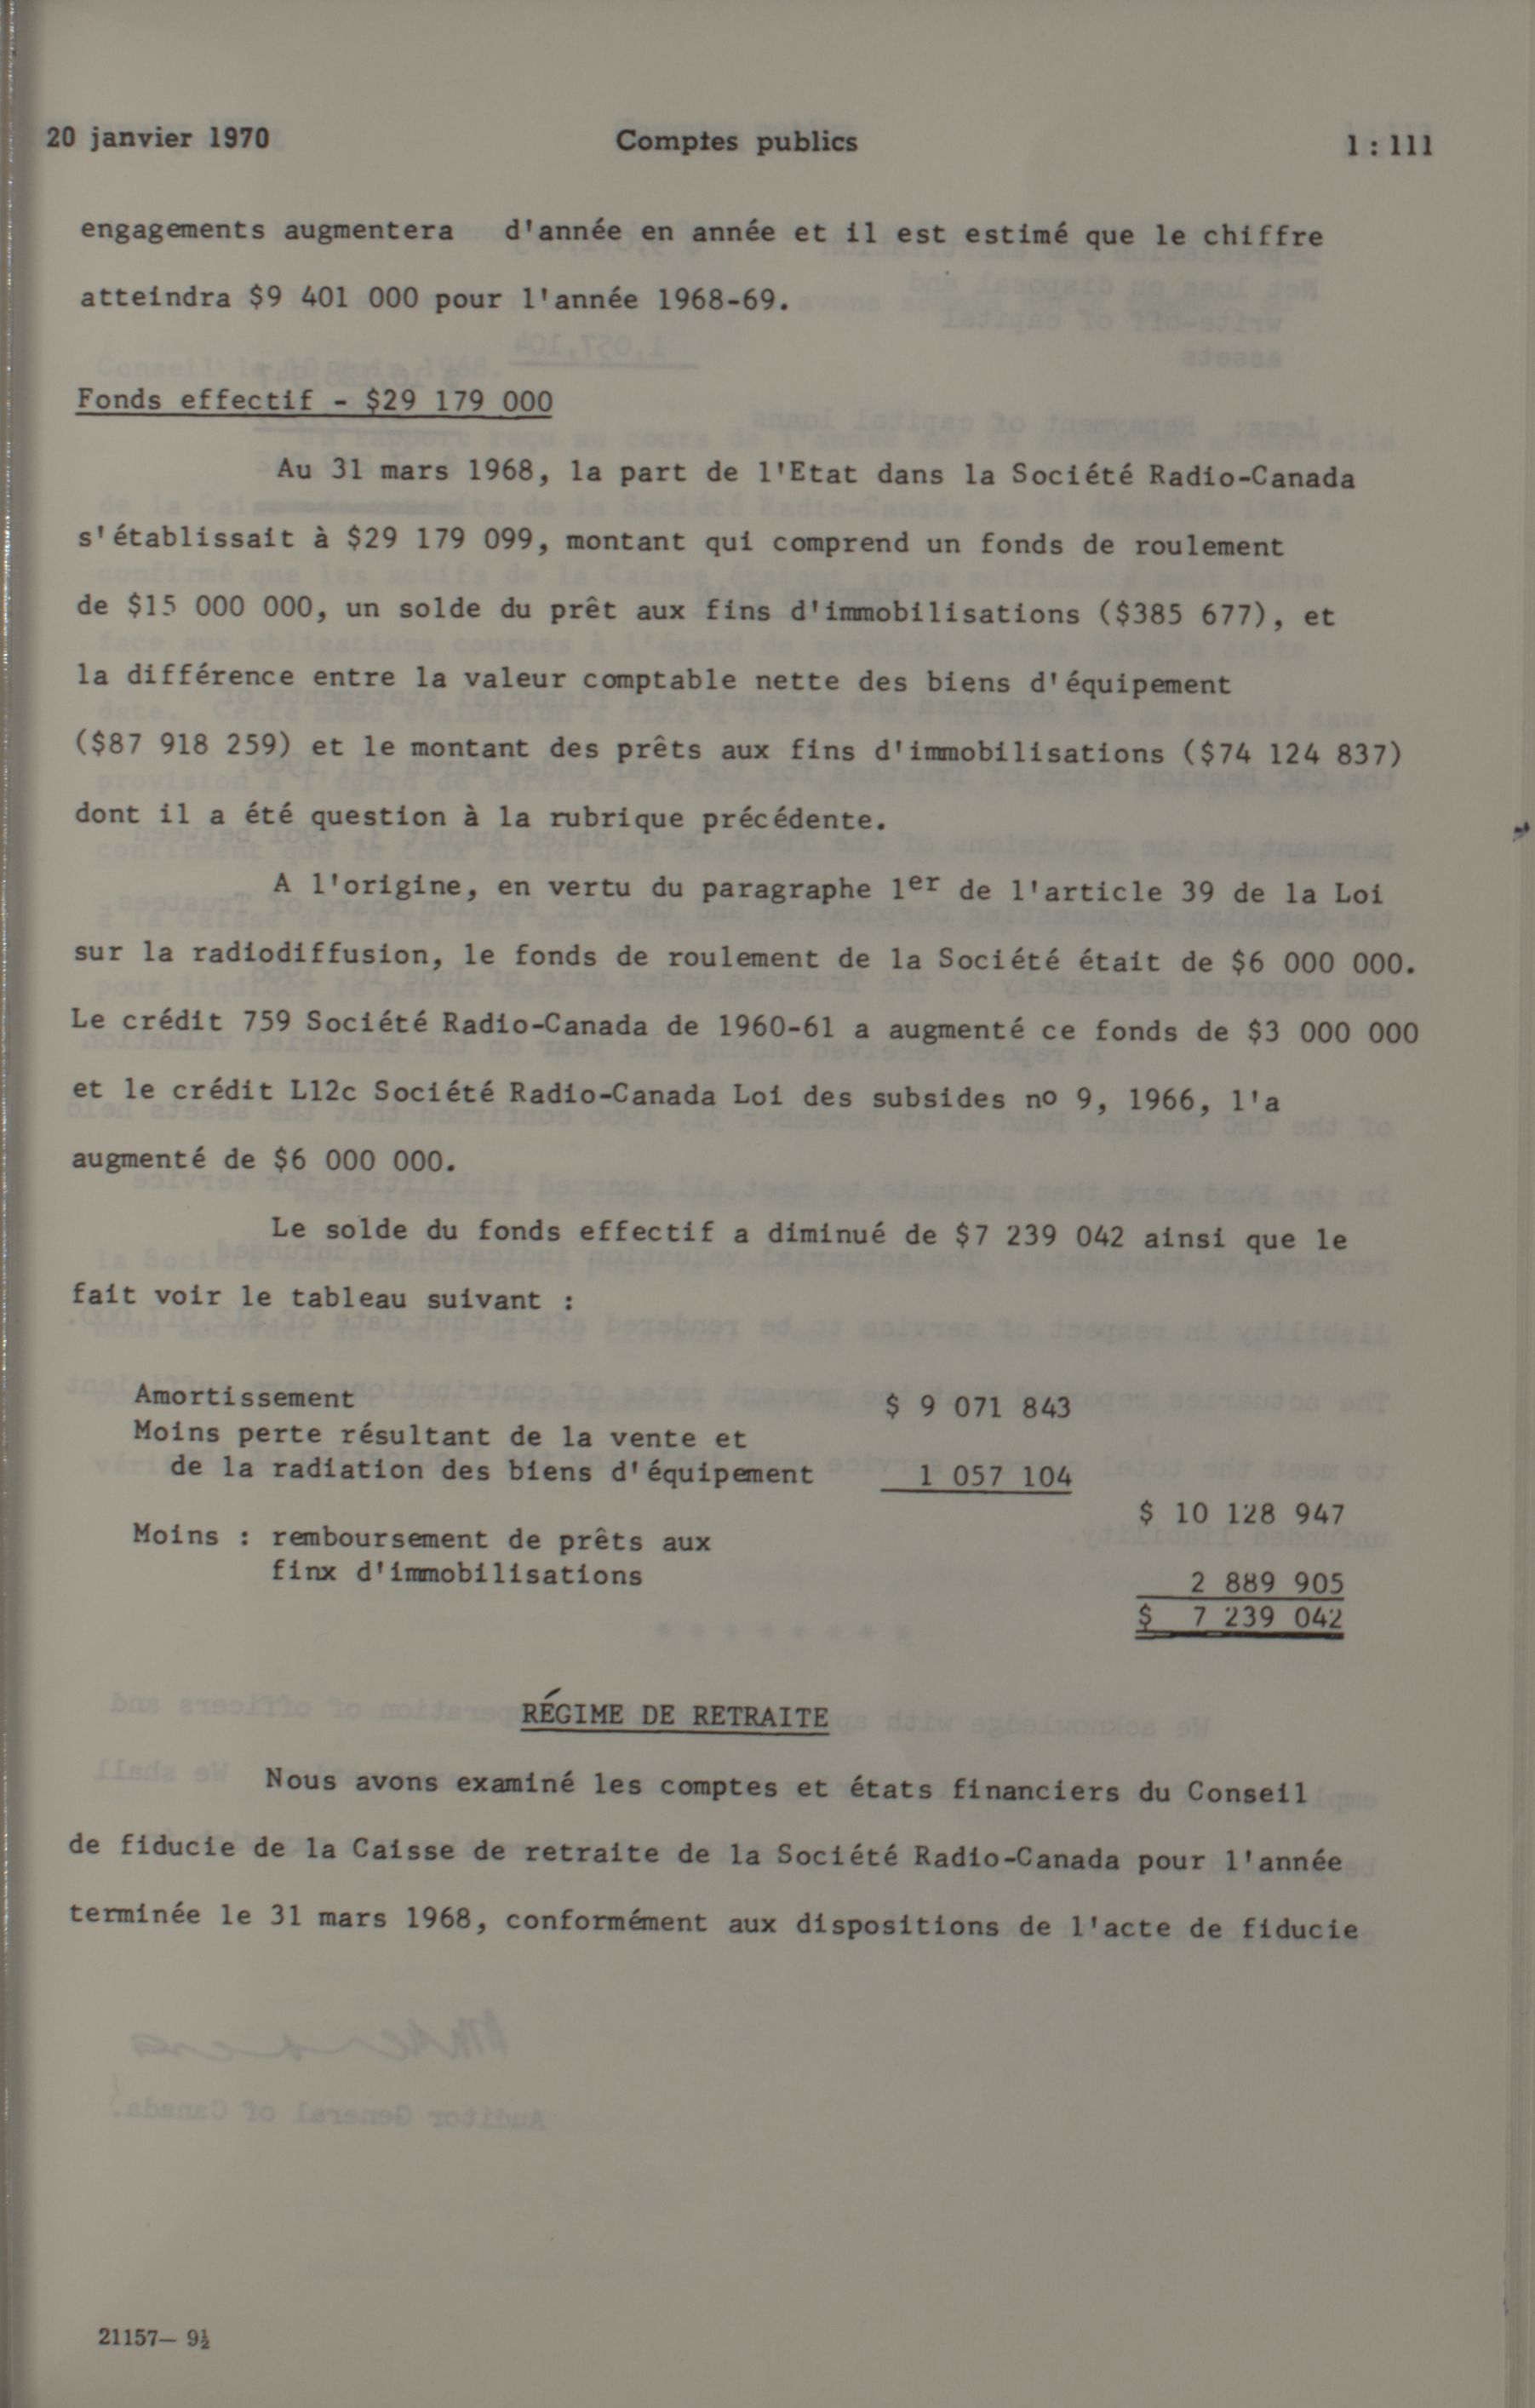 20 janvier 1970 Comptes publics 1 : 111
engagements augmentera d'année en année et il est estimé que le chiffre
atteindra $9 401 000 pour l'année 1968-69.
Fonds effectif - $29 179 000
Au 31 mars 1968, la part de l'Etat dans la Société Radio-Canada
s'établissait à $29 179 099, montant qui comprend un fonds de roulement
de $15 000 000, un solde du prêt aux fins d'immobilisations ($385 677), et
la différence entre la valeur comptable nette des biens d'équipement
($87 918 259) et le montant des prêts aux fins d'immobilisations ($74 124 837)
dont il a été question à la rubrique précédente.
A l'origine, en vertu du paragraphe 1er de l'article 39 de la Loi
sur la radiodiffusion, le fonds de roulement de la Société était de $6 000 000.
Le crédit 759 Société Radio-Canada de 1960-61 a augmenté ce fonds de $3 000 000
et le crédit L12c Société Radio-Canada Loi des subsides no 9, 1966, l'a
augmenté de $6 000 000.
Le solde du fonds effectif a diminué de $7 239 042 ainsi que le
fait voir le tableau suivant :
Amortissement $ 9 071 843
Moins perte résultant de la vente et
de la radiation des biens d'équipement 1 057 104
$ 10 128 947
Moins : remboursement de prêts aux
finx d'immobilisations 2 889 905
$ 7 239 042
RÉGIME DE RETRAITE
Nous avons examiné les comptes et états financiers du Conseil
de fiducie de la Caisse de retraite de la Société Radio-Canada pour l'année
terminée le 31 mars 1968, conformément aux dispositions de l'acte de fiducie
21157— 9½